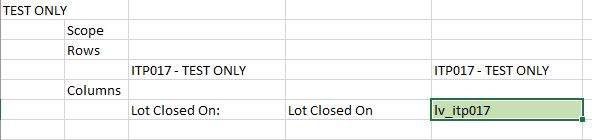 TEST ONLY
Scope
Rows
ITP017 - TEST ONLY ITP017 - TEST ONLY
Columns
Lot Closed On: Lot Closed On lv_itp017